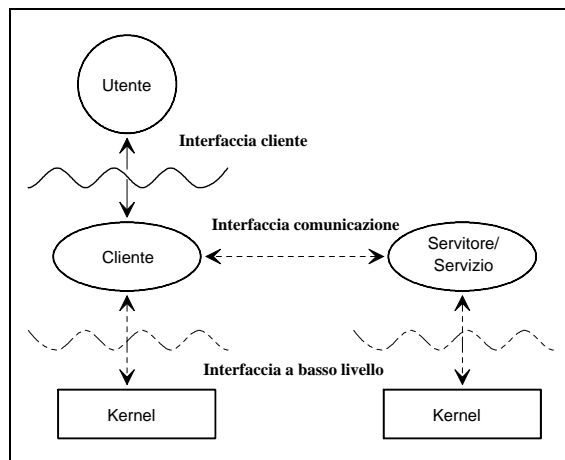 Utente
Interfaccia cliente
Interfaccia comunicazione
Cliente
Servitore/
Servizio
Interfaccia a basso livello
Kernel
Kernel